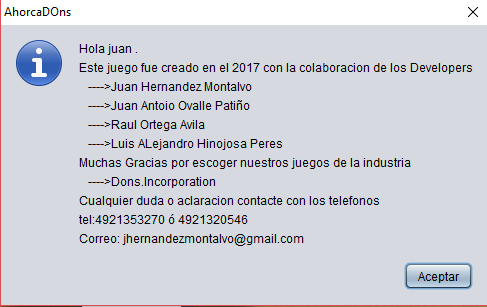 AhorcaDOns
Hola juan .
Este juego fue creado en el 2017 con la colaboracion de los Developers
---->Juan Hernandez Montalvo
---->Juan Antoio Ovalle Patiño
---->Raul Ortega Avila
---->Luis ALejandro Hinojosa Peres
Muchas Gracias por escoger nuestros juegos de la industria
---->Dons.Incorporation
Cualquier duda o aclaracion contacte con los telefonos
tel:4921353270 ó 4921320546
Correo: jhernandezmontalvo@gmail.com
Aceptar